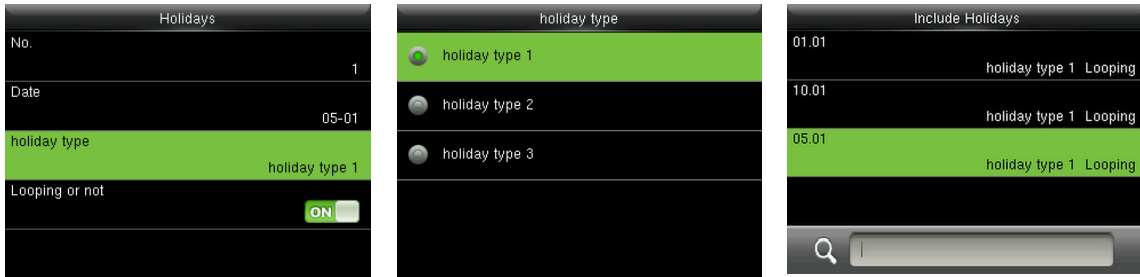 Holidays
No.
1
Date
05-01
holiday type
holiday type 1
Looping or not
ON
holiday type
holiday type 1
holiday type 2
holiday type 3
Include Holidays
01.01
holiday type 1 Looping
10.01
holiday type 1 Looping
05.01
holiday type 1 Looping